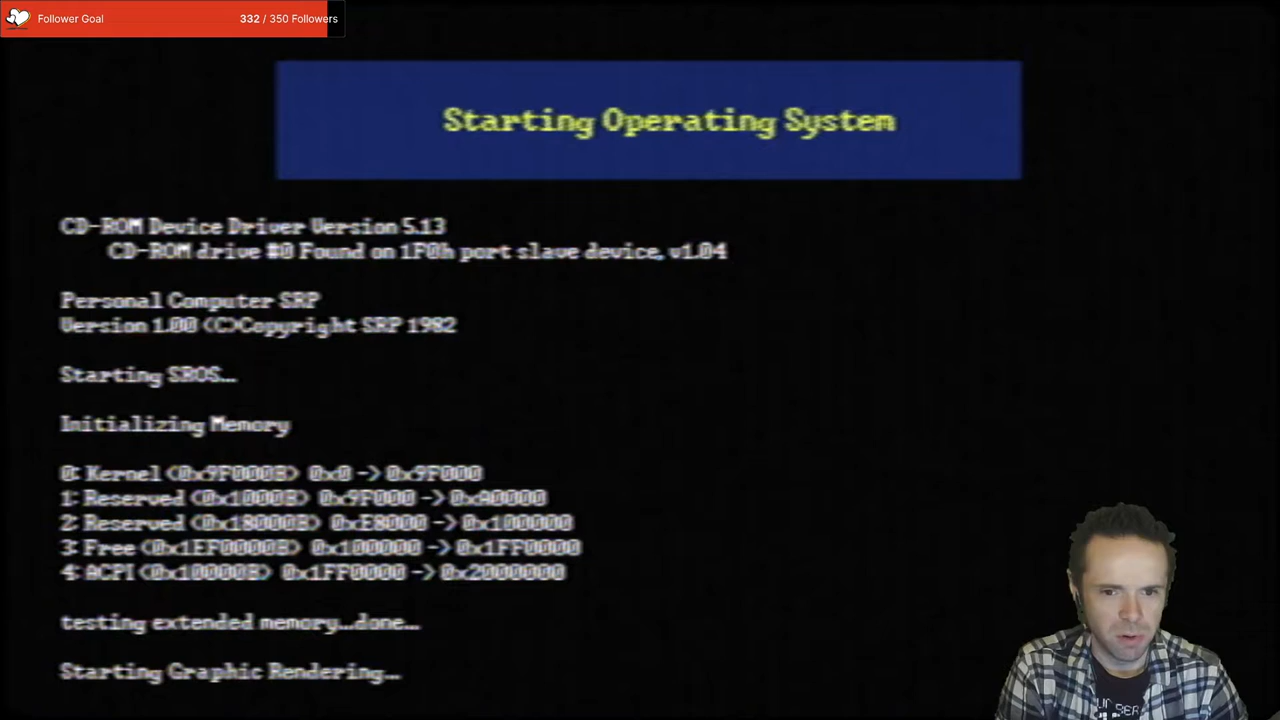 Follower Goal 332 / 350 Followers
Starting Operating System
CD-ROM Device Driver Version 5.13
CD-ROM drive #0 Found on 1F0h port slave device, v1.04
Personal Computer SRP
Version 1.00 (C)Copyright SRP 1982
Starting SROS...
Initializing Memory
0: Kernel <0x9F000B> 0x0 -> 0x9F000
1: Reserved <0x1000B> 0x9F000 -> 0xA0000
2: Reserved <0x18000B> 0xE8000 -> 0x100000
3: Free <0x1EF0000B> 0x100000 -> 0x1FF0000
4: ACPI <0x10000B> 0x1FF0000 -> 0x2000000
testing extended memory...done...
Starting Graphic Rendering...